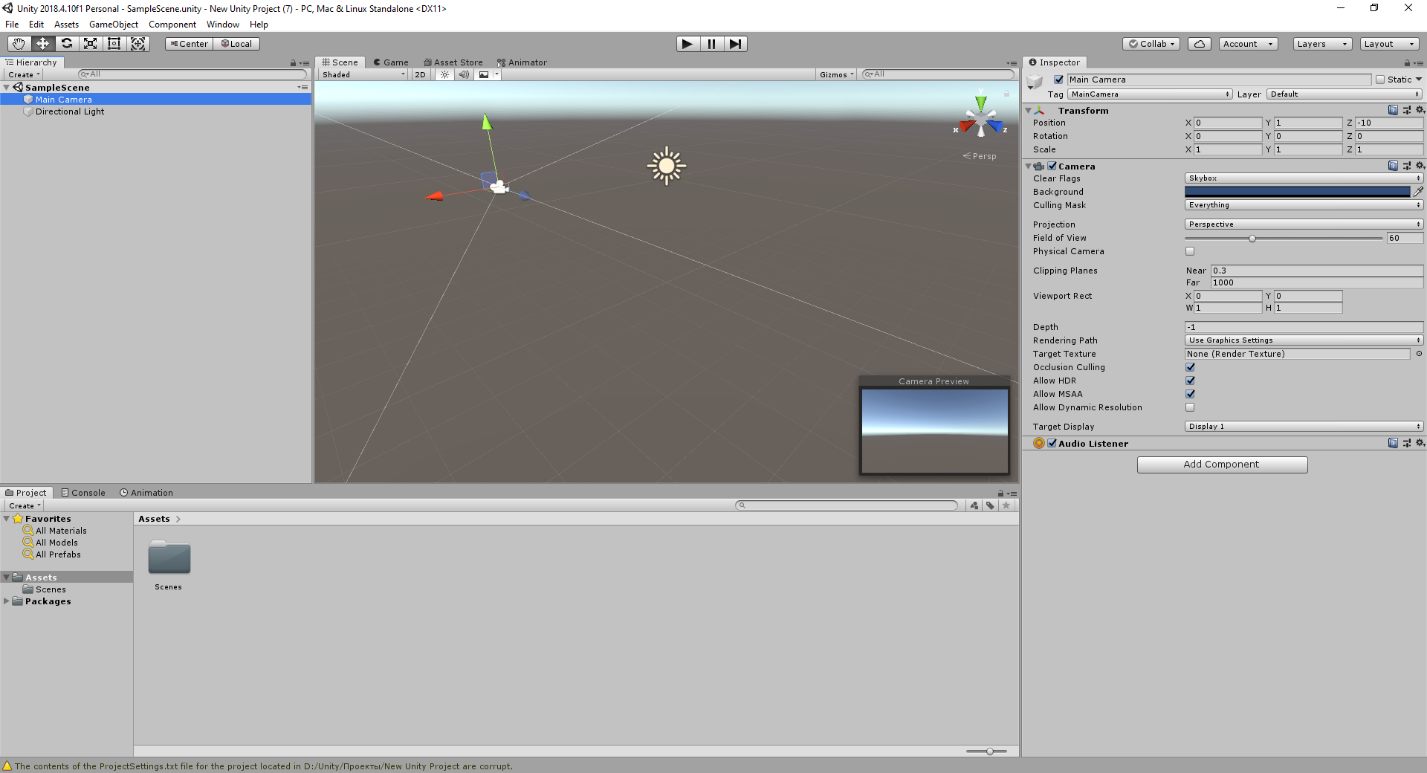 Unity 2018.4.10f1 Personal - SampleScene.unity - New Unity Project (7) - PC, Mac & Linux Standalone <DX11>
File Edit Assets GameObject Component Window Help
Center Local Collab Account Layers Layout
Hierarchy
Create All
SampleScene
Main Camera
Directional Light
Scene Game Asset Store Animator
Shaded 2D Gizmos All
y
x z
Persp
Camera Preview
Inspector
Main Camera Static
Tag MainCamera Layer Default
Transform
Position X 0 Y 1 Z -10
Rotation X 0 Y 0 Z 0
Scale X 1 Y 1 Z 1
Camera
Clear Flags Skybox
Background
Culling Mask Everything
Projection Perspective
Field of View 60
Physical Camera
Clipping Planes Near 0.3
Far 1000
Viewport Rect X 0 Y 0
W 1 H 1
Depth -1
Rendering Path Use Graphics Settings
Target Texture None (Render Texture)
Occlusion Culling
Allow HDR
Allow MSAA
Allow Dynamic Resolution
Target Display Display 1
Audio Listener
Add Component
Project Console Animation
Create
Favorites
All Materials
All Models
All Prefabs
Assets
Scenes
Packages
Assets
Scenes
The contents of the ProjectSettings.txt file for the project located in D:/Unity/Проекты/New Unity Project are corrupt.